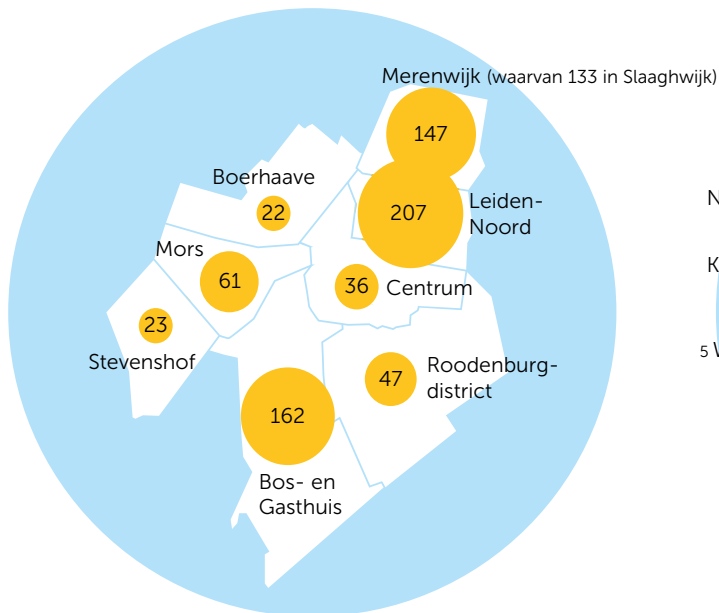 Merenwijk (waarvan 133 in Slaaghwijk)
147
Boerhaave
22
207
Leiden-
Noord
Mors
61
36
Centrum
23
Stevenshof
47
Roodenburg-
district
162
Bos- en
Gasthuis
N
K
5 W